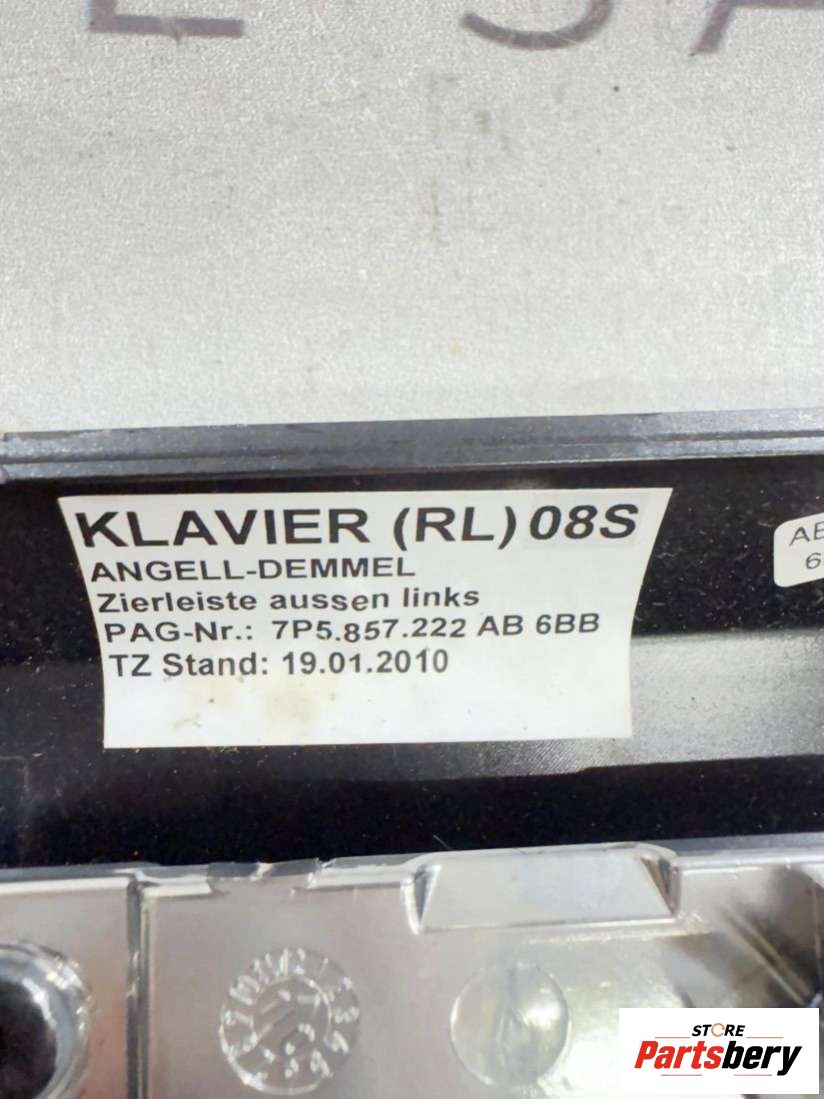 KLAVIER (RL) 08S
ANGELL-DEMMEL
Zierleiste aussen links
PAG-Nr.: 7P5.857.222 AB 6BB
TZ Stand: 19.01.2010
STORE
Partsbery